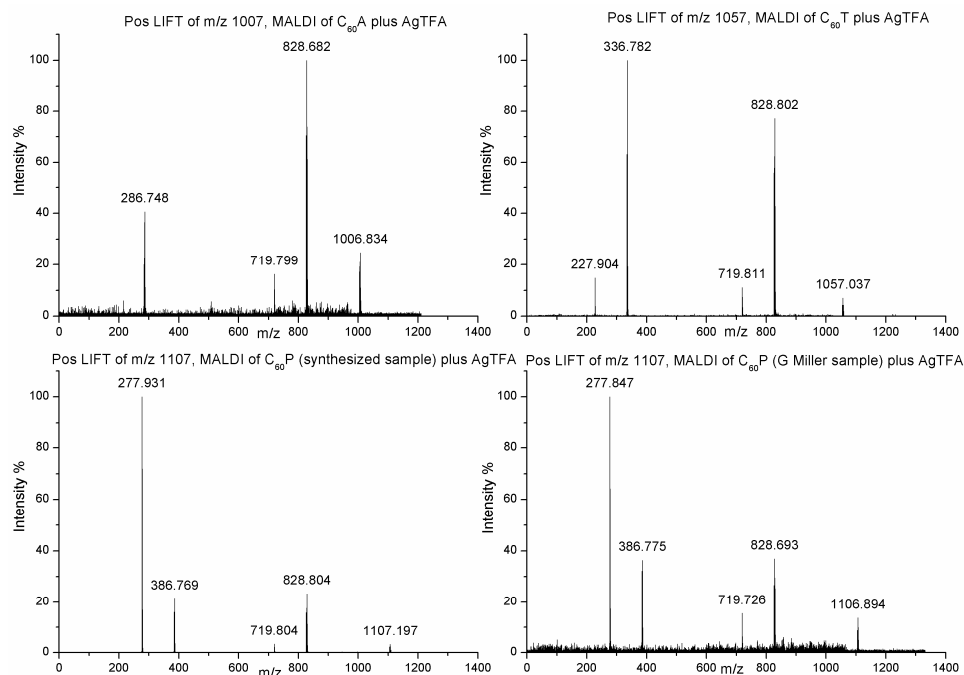 Pos LIFT of m/z 1007, MALDI of C60A plus AgTFA
828.682
100
80
60
Intensity %
40
286.748
1006.834
20
719.799
0
0 200 400 600 800 1000 1200 1400
m/z
Pos LIFT of m/z 1057, MALDI of C60T plus AgTFA
336.782
100
828.802
80
60
Intensity %
40
227.904
20
719.811
1057.037
0
0 200 400 600 800 1000 1200 1400
m/z
Pos LIFT of m/z 1107, MALDI of C60P (synthesized sample) plus AgTFA
277.931
100
80
60
Intensity %
40
386.769
828.804
20
719.804
1107.197
0
0 200 400 600 800 1000 1200 1400
m/z
Pos LIFT of m/z 1107, MALDI of C60P (G Miller sample) plus AgTFA
277.847
100
80
60
Intensity %
40
386.775
828.693
20
719.726
1106.894
0
0 200 400 600 800 1000 1200 1400
m/z